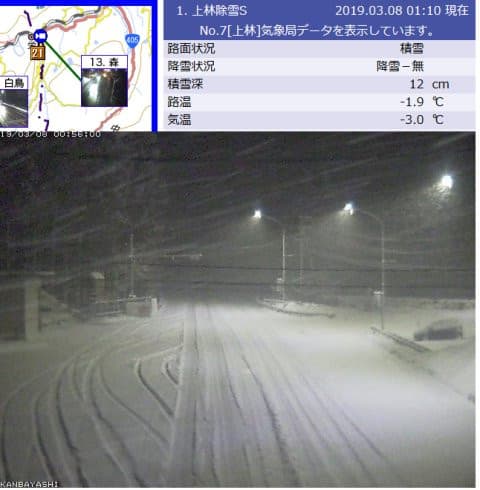 1. 上林除雪S 2019.03.08 01:10 現在
No.7[上林]気象局データを表示しています。
路面状況 積雪
降雪状況 降雪－無
積雪深 12 cm
路温 -1.9 ℃
気温 -3.0 ℃
405
21
13. 森
白鳥
19/03/08 00:56:00
KANBAYASHI